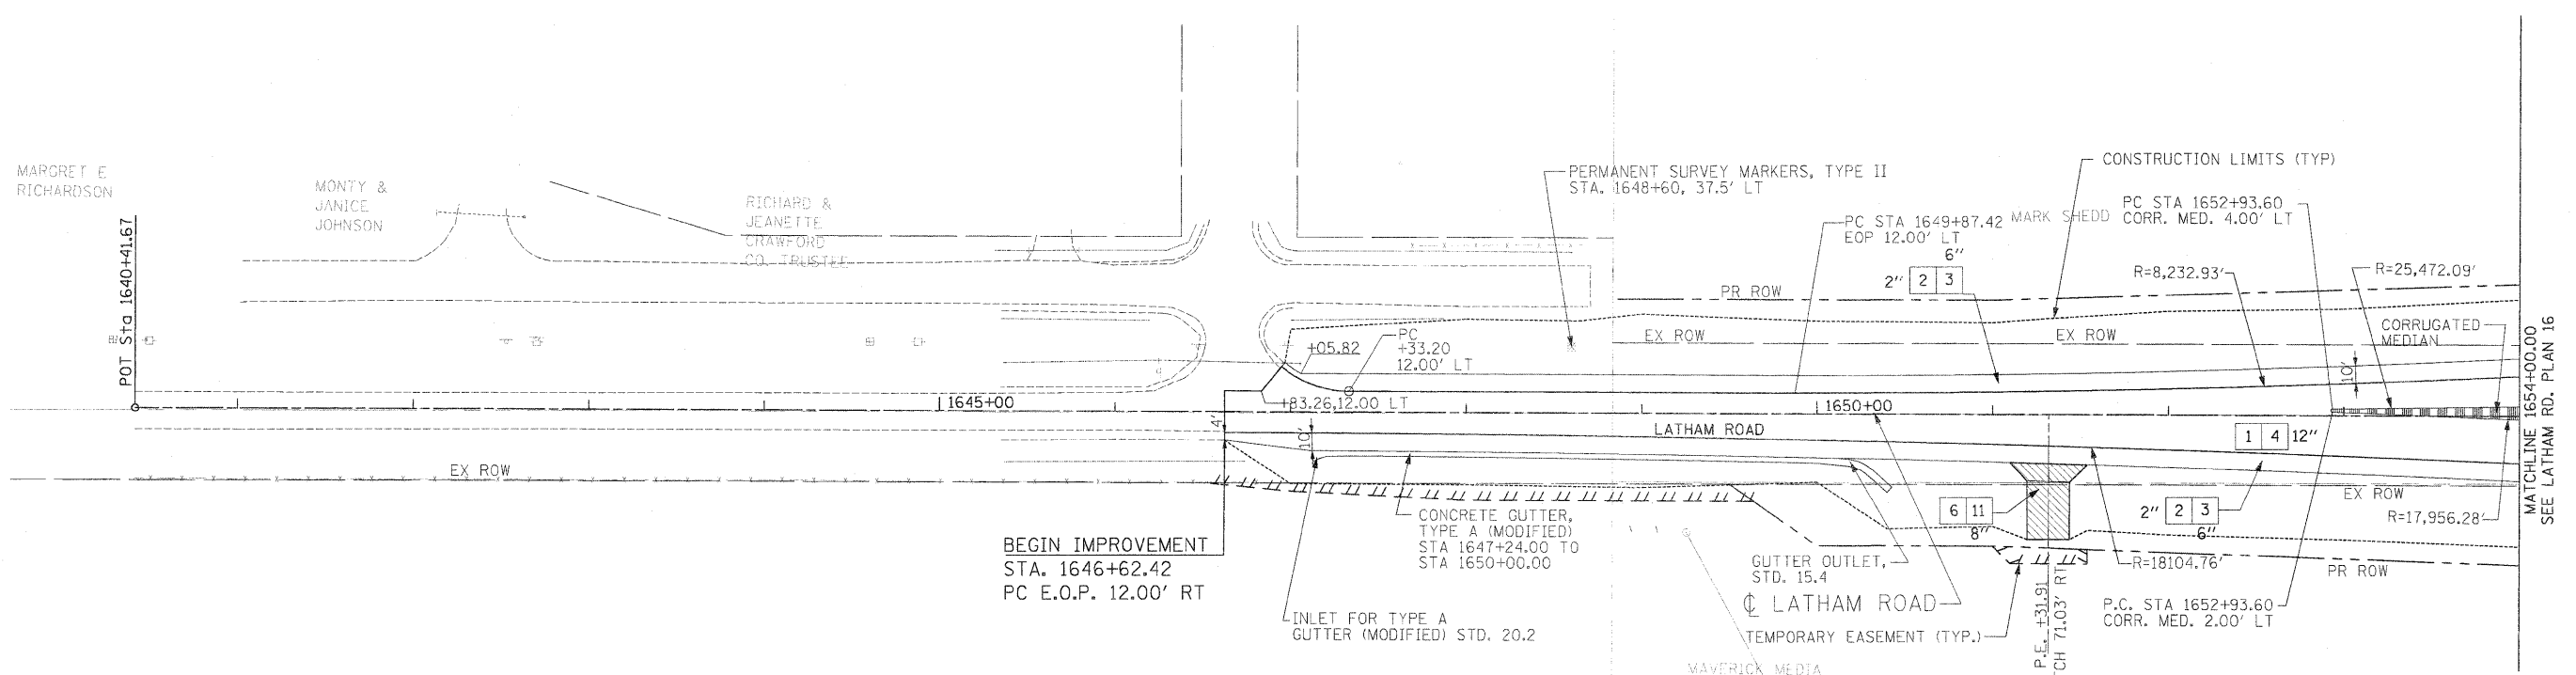 MARGRET E
RICHARDSON
MONTY &
JANICE
JOHNSON
RICHARD &
JEANETTE
CRAWFORD
CO. TRUSTEE
POT Sta 1640+41.67
PERMANENT SURVEY MARKERS, TYPE II
STA. 1648+60, 37.5' LT
CONSTRUCTION LIMITS (TYP)
PC STA 1649+87.42
EOP 12.00' LT
MARK SHEDD
PC STA 1652+93.60
CORR. MED. 4.00' LT
6"
2" 2 3
R=8,232.93'
R=25,472.09'
PR ROW
EX ROW
EX ROW
CORRUGATED
MEDIAN
PC
+33.20
12.00' LT
+05.82
+83.26,12.00 LT
10'
1645+00
1650+00
LATHAM ROAD
4'
10'
1 4 12"
EX ROW
EX ROW
MATCHLINE 1654+00.00
SEE LATHAM RD. PLAN 16
CONCRETE GUTTER,
TYPE A (MODIFIED)
STA 1647+24.00 TO
STA 1650+00.00
6 11
8"
2" 2 3
6"
R=17,956.28'
BEGIN IMPROVEMENT
STA. 1646+62.42
PC E.O.P. 12.00' RT
GUTTER OUTLET,
STD. 15.4
R=18104.76'
PR ROW
℄ LATHAM ROAD
INLET FOR TYPE A
GUTTER (MODIFIED) STD. 20.2
TEMPORARY EASEMENT (TYP.)
P.E. +31.91
CH 71.03' RT
P.C. STA 1652+93.60
CORR. MED. 2.00' LT
MAVERICK MEDIA